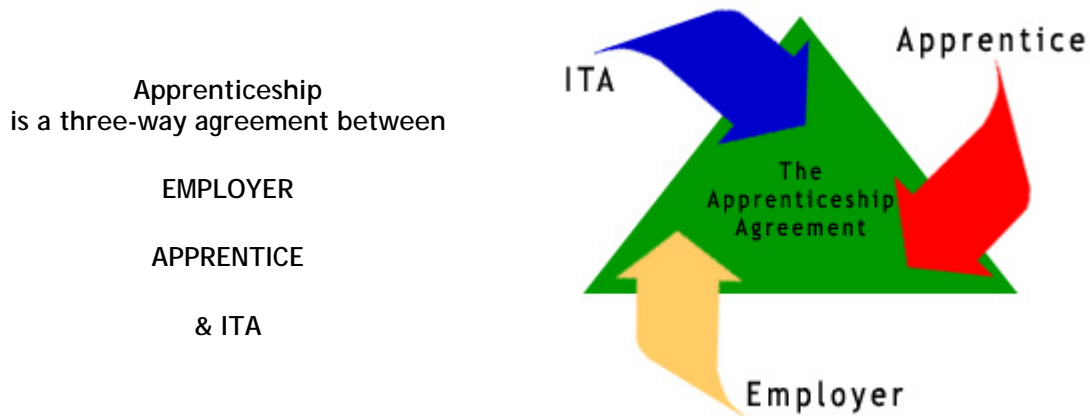 Apprenticeship
is a three-way agreement between
EMPLOYER
APPRENTICE
& ITA
ITA
Apprentice
The
Apprenticeship
Agreement
Employer